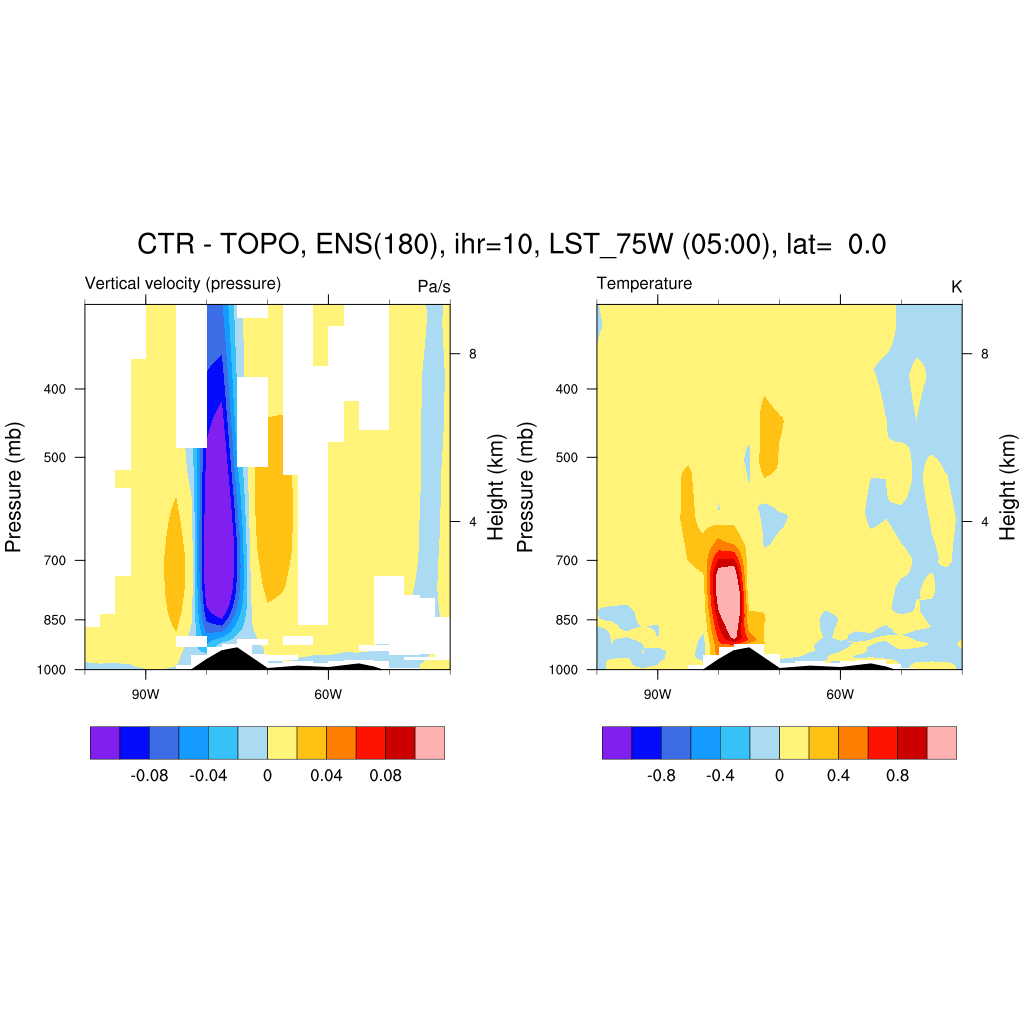 CTR - TOPO, ENS(180), ihr=10, LST_75W (05:00), lat=  0.0
Vertical velocity (pressure)
Pa/s
Pressure (mb)
400
500
700
850
1000
90W
60W
8
4
Height (km)
-0.08
-0.04
0
0.04
0.08
Temperature
K
Pressure (mb)
400
500
700
850
1000
90W
60W
8
4
Height (km)
-0.8
-0.4
0
0.4
0.8